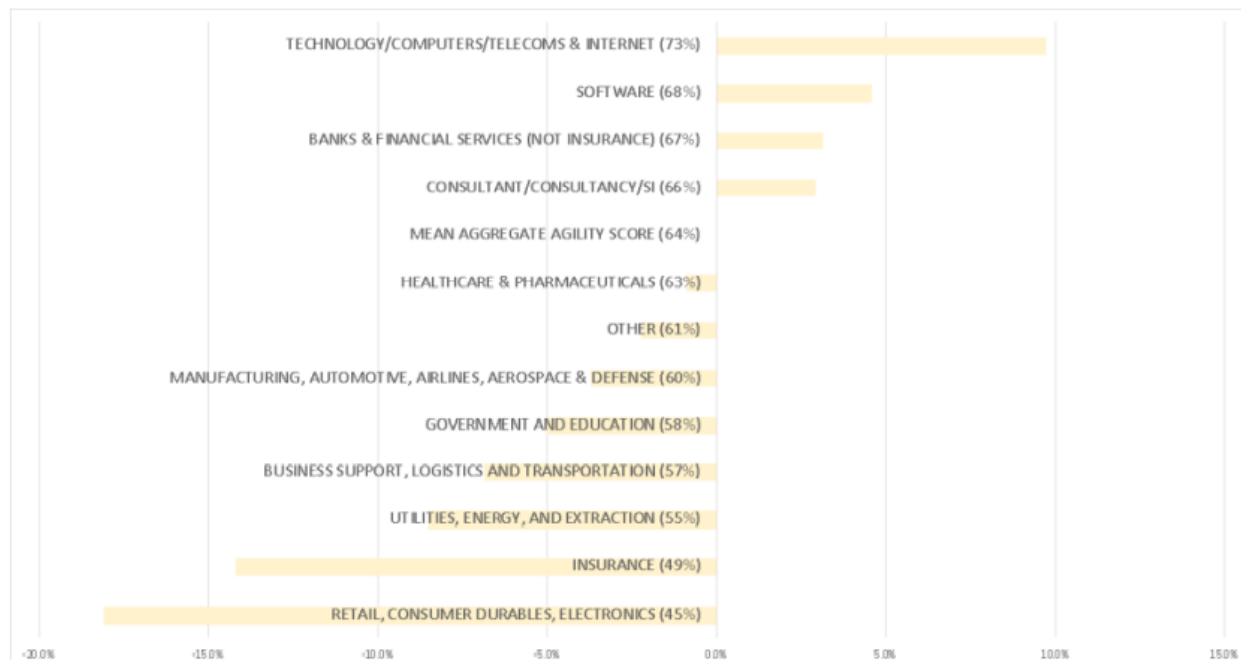 TECHNOLOGY/COMPUTERS/TELECOMS & INTERNET (73%)
SOFTWARE (68%)
BANKS & FINANCIAL SERVICES (NOT INSURANCE) (67%)
CONSULTANT/CONSULTANCY/SI (66%)
MEAN AGGREGATE AGILITY SCORE (64%)
HEALTHCARE & PHARMACEUTICALS (63%)
OTHER (61%)
MANUFACTURING, AUTOMOTIVE, AIRLINES, AEROSPACE & DEFENSE (60%)
GOVERNMENT AND EDUCATION (58%)
BUSINESS SUPPORT, LOGISTICS AND TRANSPORTATION (57%)
UTILITIES, ENERGY, AND EXTRACTION (55%)
INSURANCE (49%)
RETAIL, CONSUMER DURABLES, ELECTRONICS (45%)
-20.0% -15.0% -10.0% -5.0% 0.0% 5.0% 10.0% 15.0%